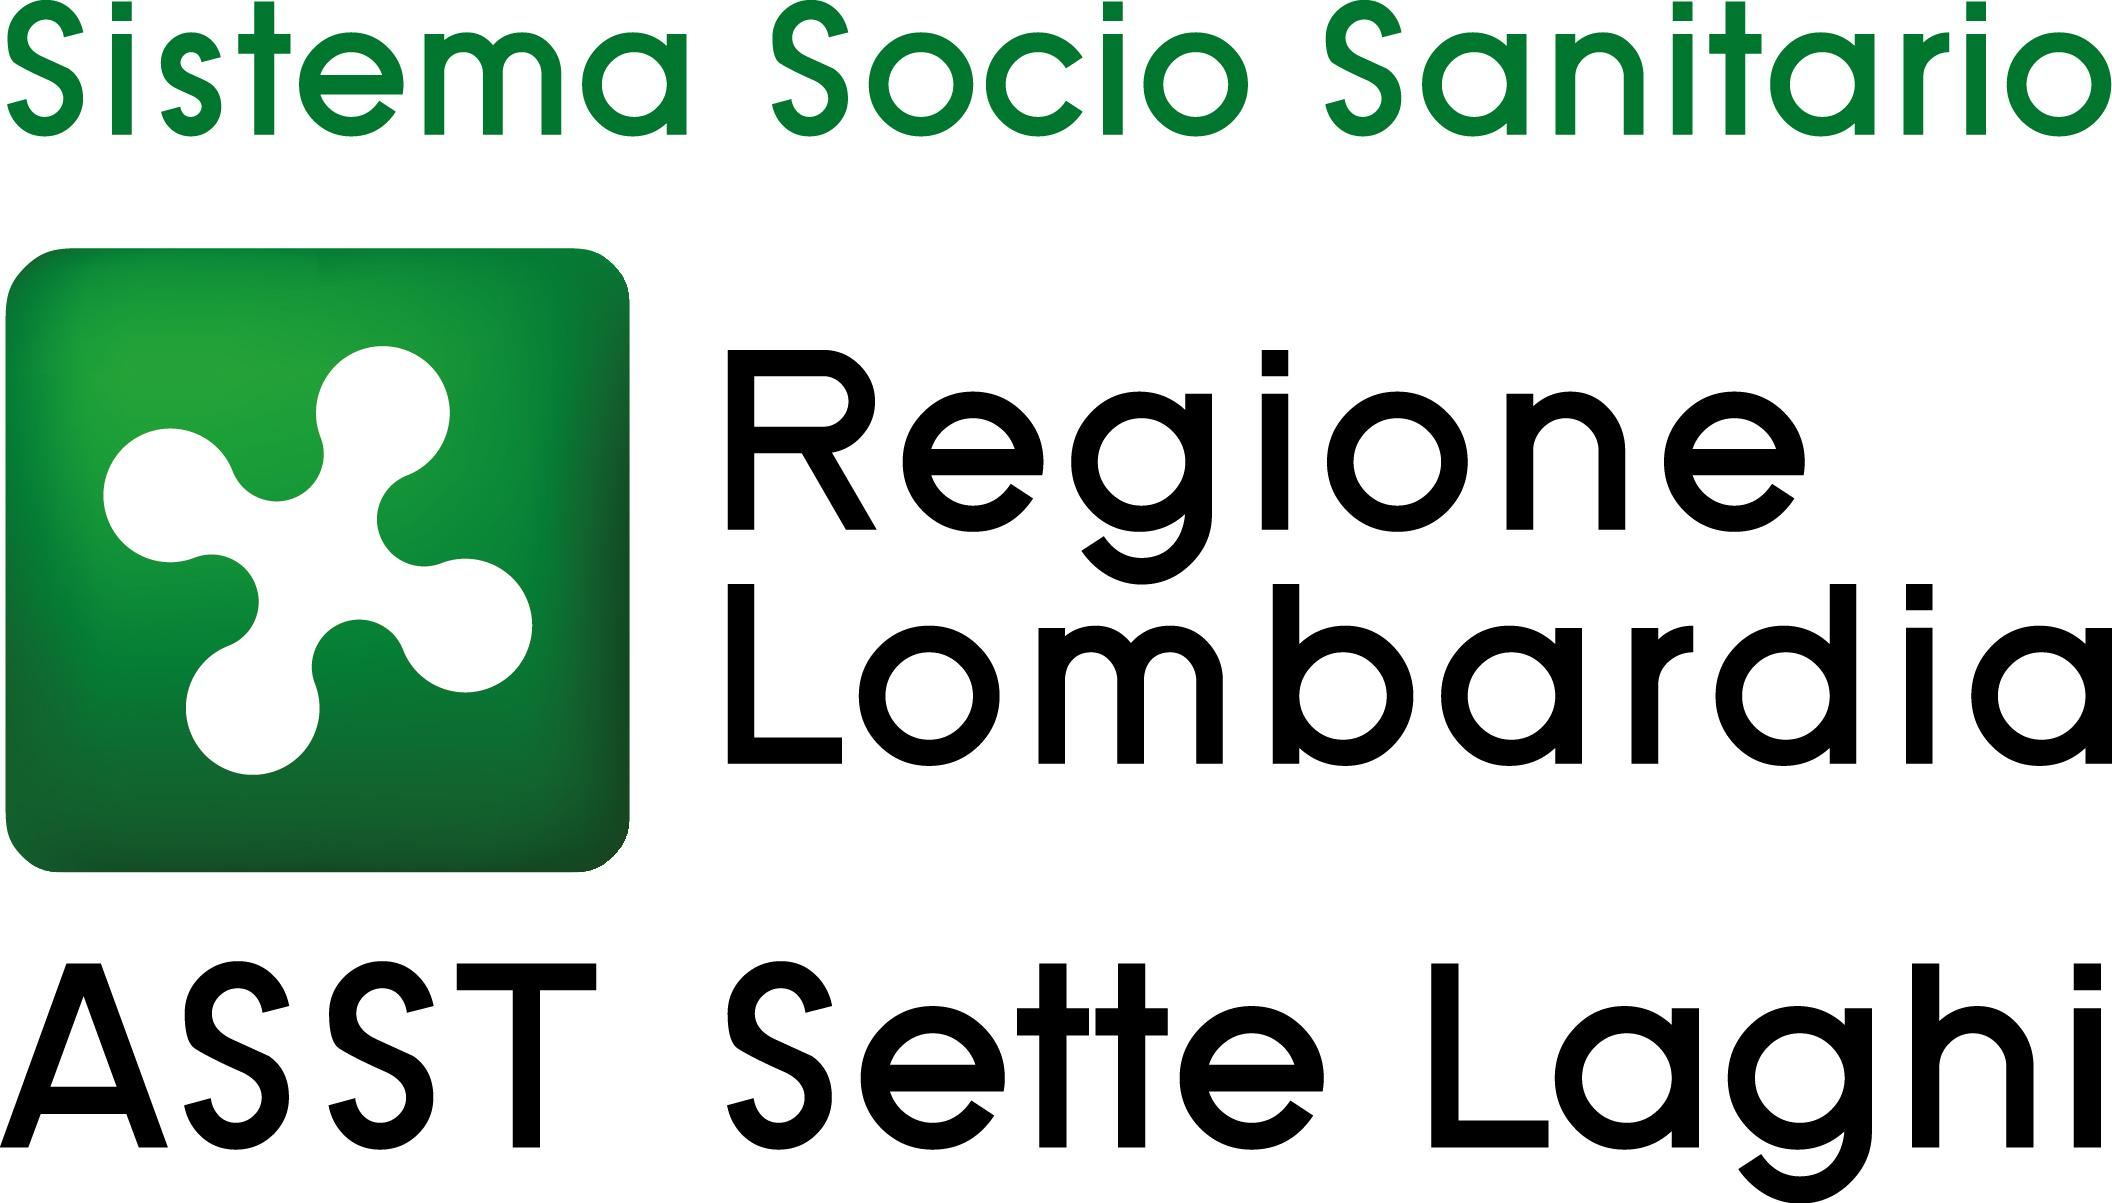 Sistema Socio Sanitario
Regione
Lombardia
ASST Sette Laghi